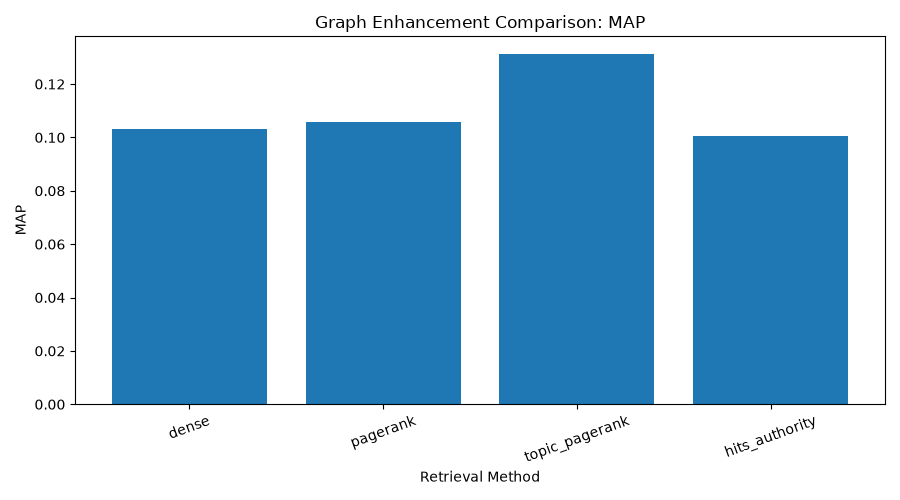 Graph Enhancement Comparison: MAP
0.12
0.10
0.08
0.06
0.04
0.02
0.00
MAP
dense
pagerank
topic_pagerank
hits_authority
Retrieval Method